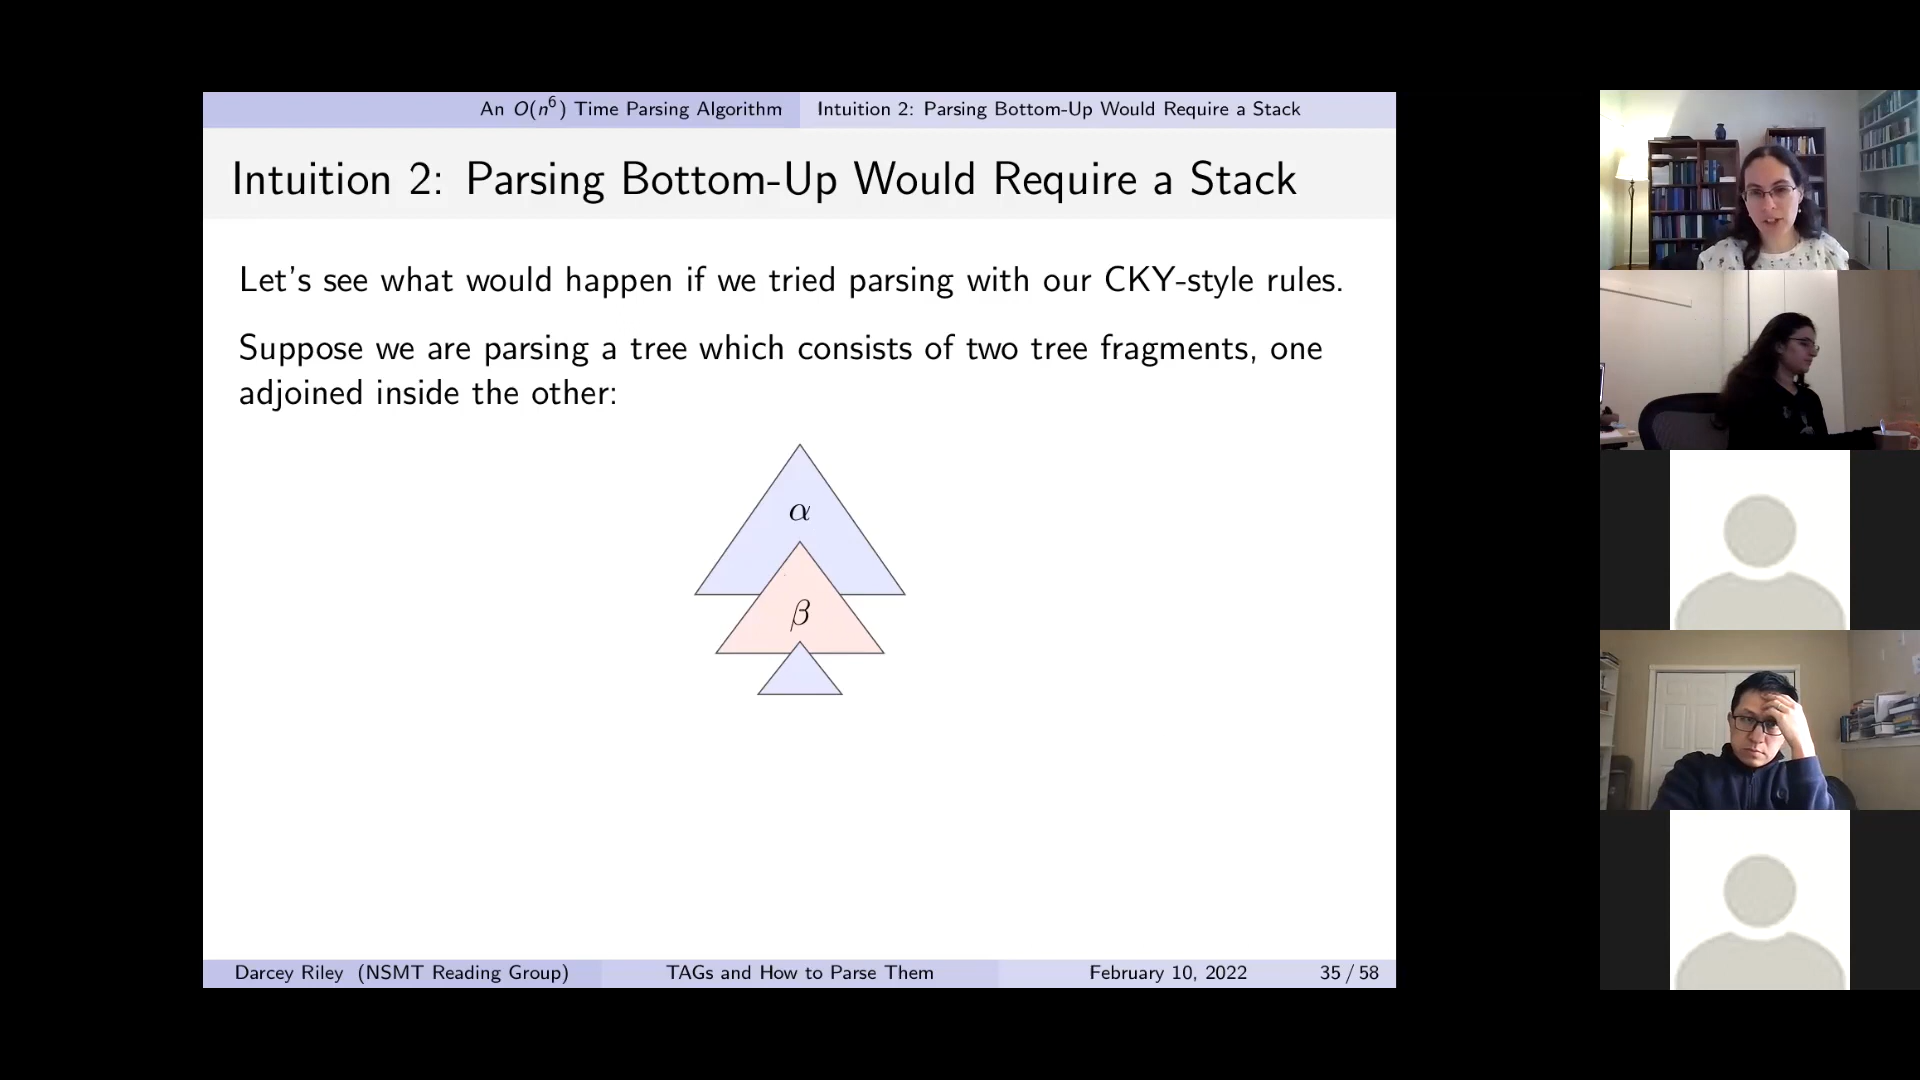 An O(n⁶) Time Parsing Algorithm
Intuition 2: Parsing Bottom-Up Would Require a Stack
Intuition 2: Parsing Bottom-Up Would Require a Stack
Let's see what would happen if we tried parsing with our CKY-style rules.
Suppose we are parsing a tree which consists of two tree fragments, one
adjoined inside the other:
α
β
Darcey Riley (NSMT Reading Group)
TAGs and How to Parse Them
February 10, 2022
35 / 58